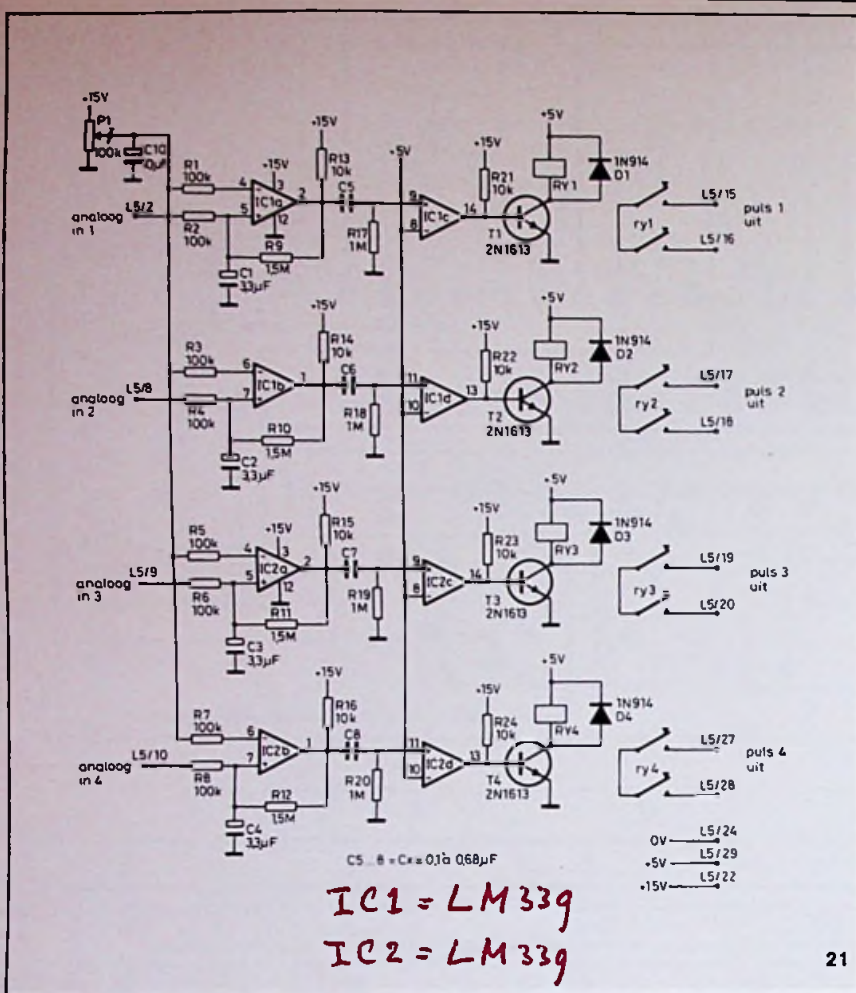 +15V
P1
100k
C10
10µF
R1
100k
4
+15V
3
IC1a
2
12
5
analoog
in 1
L5/2
R2
100k
R9
1,5M
C1
3,3µF
+15V
R13
10k
C5
R17
1M
+5V
9
8
IC1c
14
+15V
R21
10k
T1
2N1613
+5V
RY1
1N914
D1
ry1
L5/15
L5/16
puls 1
uit
R3
100k
6
IC1b
1
7
analoog
in 2
L5/8
R4
100k
R10
1,5M
C2
3,3µF
+15V
R14
10k
C6
R18
1M
11
10
IC1d
13
+15V
R22
10k
T2
2N1613
+5V
RY2
1N914
D2
ry2
L5/17
L5/18
puls 2
uit
R5
100k
4
+15V
3
IC2a
2
12
5
analoog
in 3
L5/9
R6
100k
R11
1,5M
C3
3,3µF
+15V
R15
10k
C7
R19
1M
9
8
IC2c
14
+15V
R23
10k
T3
2N1613
+5V
RY3
1N914
D3
ry3
L5/19
L5/20
puls 3
uit
R7
100k
6
IC2b
1
7
analoog
in 4
L5/10
R8
100k
R12
1,5M
C4
3,3µF
+15V
R16
10k
C8
R20
1M
11
10
IC2d
13
+15V
R24
10k
T4
2N1613
+5V
RY4
1N914
D4
ry4
L5/27
L5/28
puls 4
uit
0V L5/24
+5V L5/29
+15V L5/22
C5...8 = Cx = 0,1 à 0,68µF
IC1 = LM339
IC2 = LM339
21